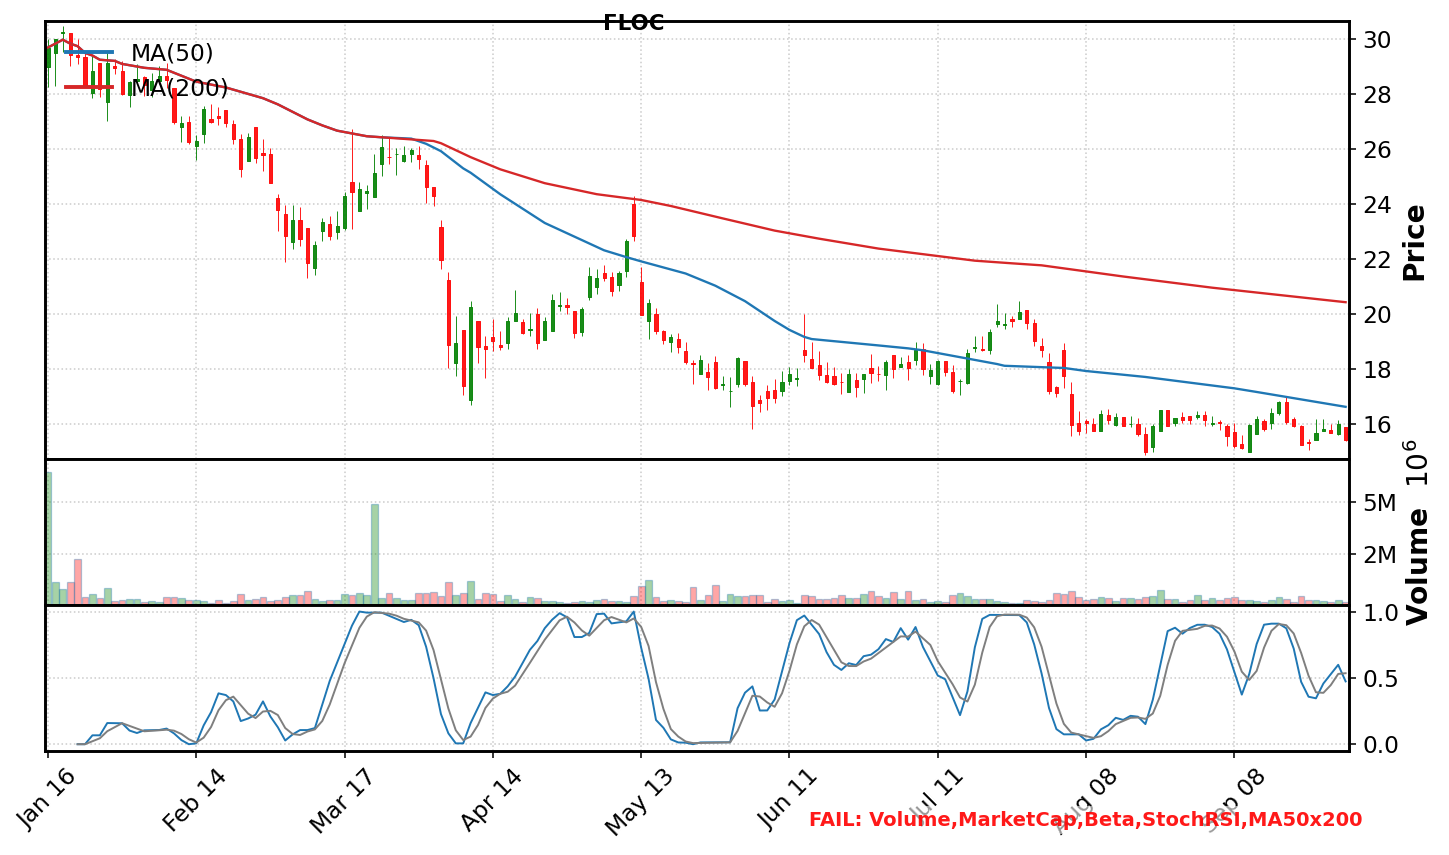 FLOC
MA(50)
MA(200)
30
28
26
24
22
20
18
16
Price
10^6
5M
2M
Volume
1.0
0.5
0.0
Jan 16
Feb 14
Mar 17
Apr 14
May 13
Jun 11
Jul 11
Aug 08
Sep 08
FAIL: Volume,MarketCap,Beta,StochRSI,MA50x200